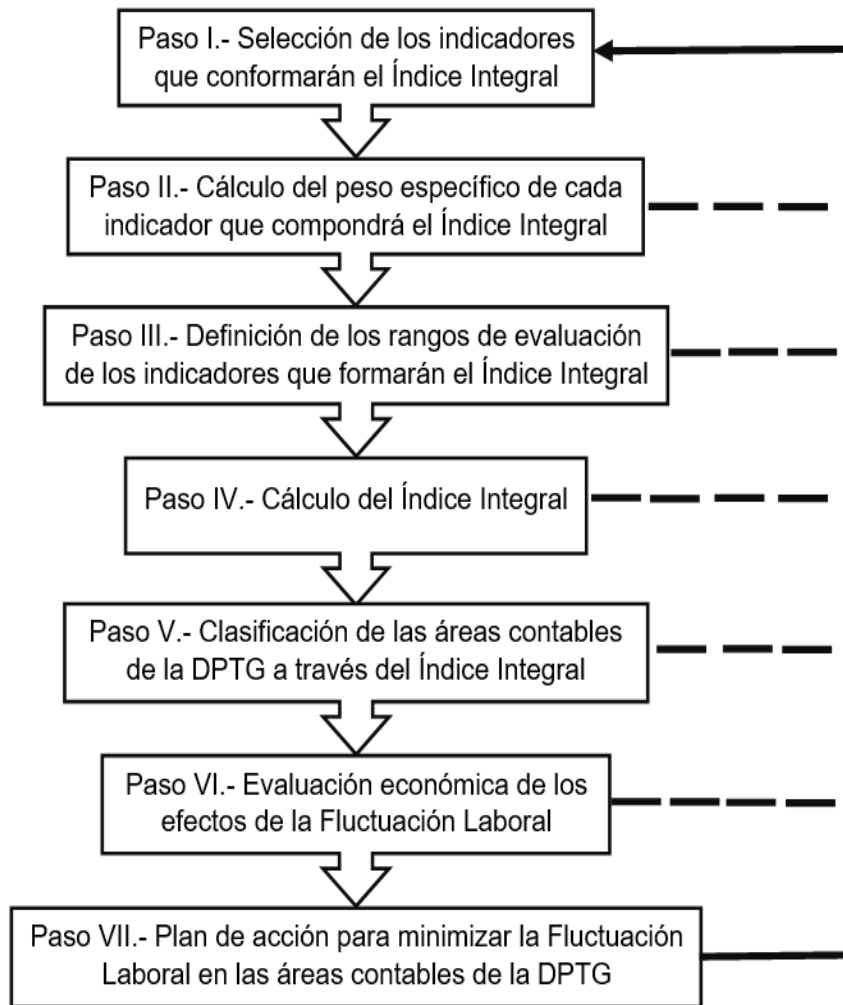 Paso I.- Selección de los indicadores
que conformarán el Índice Integral
Paso II.- Cálculo del peso específico de cada
indicador que compondrá el Índice Integral
Paso III.- Definición de los rangos de evaluación
de los indicadores que formarán el Índice Integral
Paso IV.- Cálculo del Índice Integral
Paso V.- Clasificación de las áreas contables
de la DPTG a través del Índice Integral
Paso VI.- Evaluación económica de los
efectos de la Fluctuación Laboral
Paso VII.- Plan de acción para minimizar la Fluctuación
Laboral en las áreas contables de la DPTG